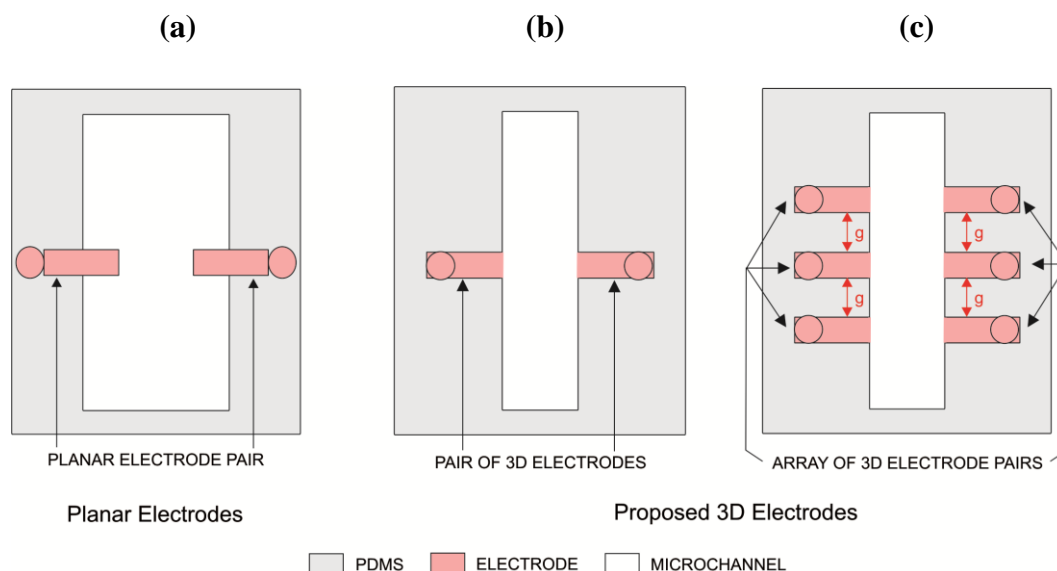 (a) (b) (c)
g g
g g
PLANAR ELECTRODE PAIR PAIR OF 3D ELECTRODES ARRAY OF 3D ELECTRODE PAIRS
Planar Electrodes Proposed 3D Electrodes
PDMS ELECTRODE MICROCHANNEL